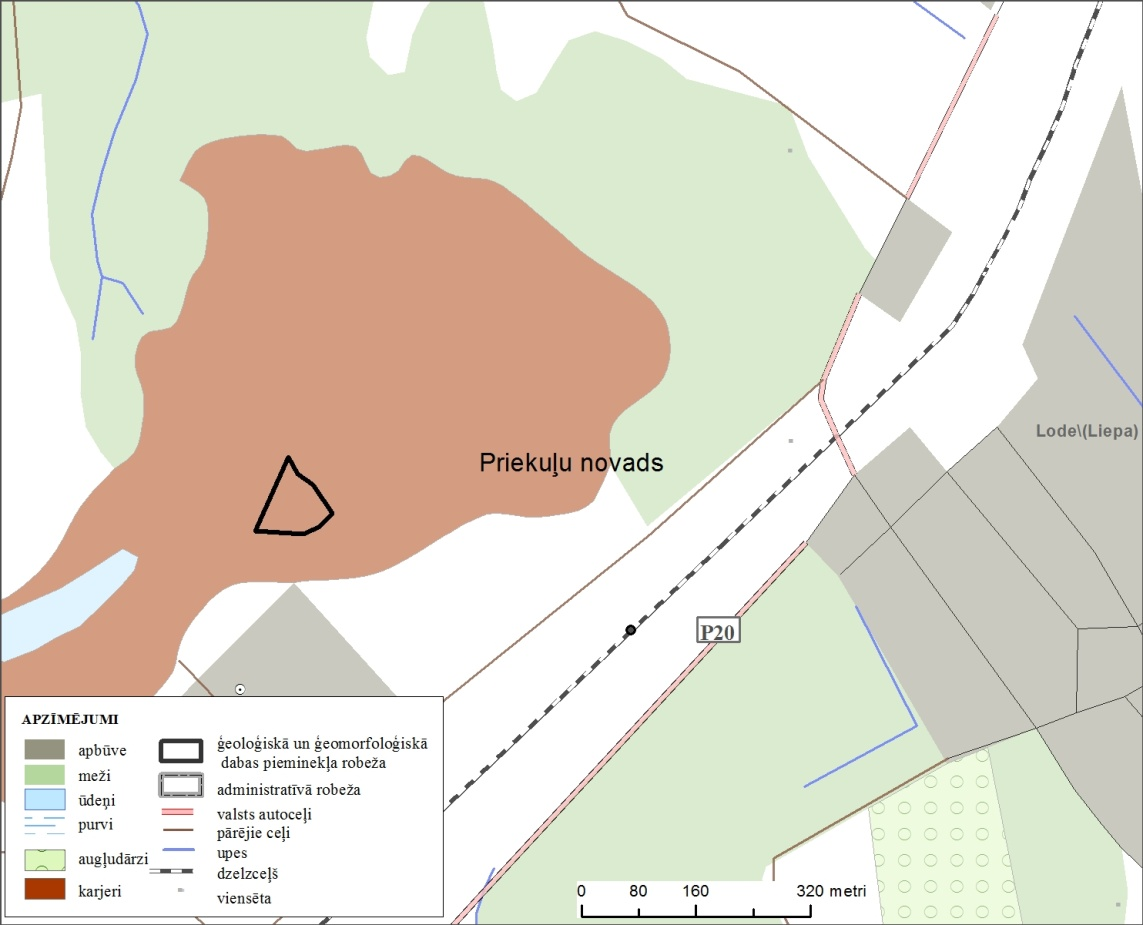 Lode\(Liepa)
Priekuļu novads
P20
APZĪMĒJUMI
apbūve
meži
ūdeņi
purvi
augļudārzi
karjeri
ģeoloģiskā un ģeomorfoloģiskā
dabas pieminekļa robeža
administratīvā robeža
valsts autoceļi
pārējie ceļi
upes
dzelzceļš
viensēta
0 80 160 320 metri